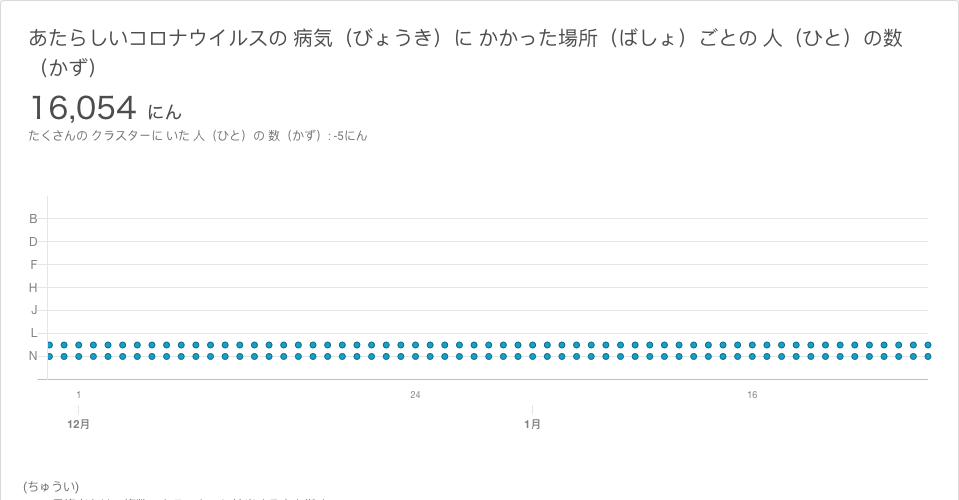 あたらしいコロナウイルスの 病気（びょうき）に かかった場所（ばしょ）ごとの 人（ひと）の数
（かず）
16,054 にん
たくさんの クラスターに いた 人（ひと）の 数（かず）: -5にん
B
D
F
H
J
L
N
1
24
16
12月
1月
(ちゅうい)